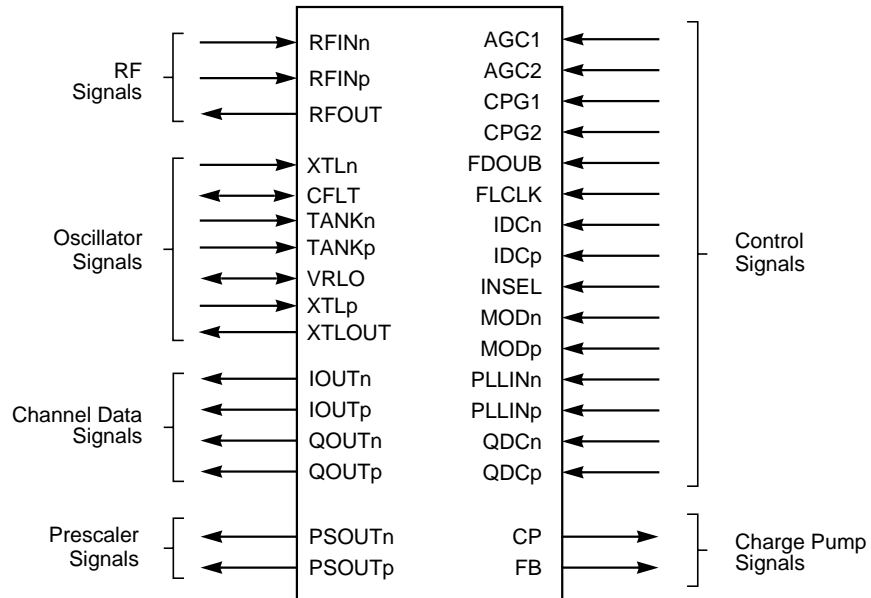 RF
Signals
RFINn
RFINp
RFOUT
Oscillator
Signals
XTLn
CFLT
TANKn
TANKp
VRLO
XTLp
XTLOUT
Channel Data
Signals
IOUTn
IOUTp
QOUTn
QOUTp
Prescaler
Signals
PSOUTn
PSOUTp
AGC1
AGC2
CPG1
CPG2
FDOUB
FLCLK
IDCn
IDCp
INSEL
MODn
MODp
PLLINn
PLLINp
QDCn
QDCp
Control
Signals
CP
FB
Charge Pump
Signals